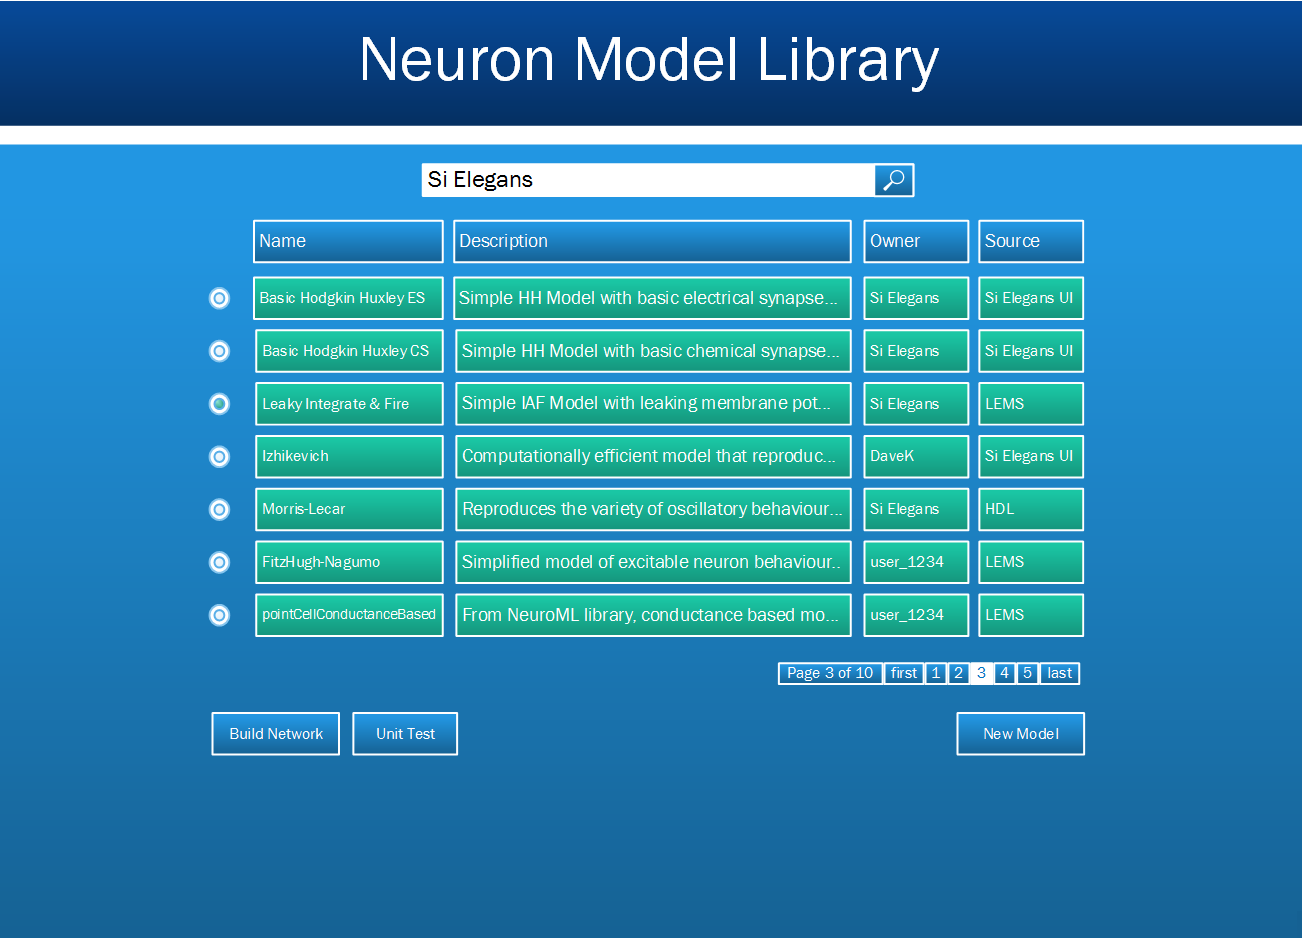 Neuron Model Library
Si Elegans
Name Description Owner Source
Basic Hodgkin Huxley ES Simple HH Model with basic electrical synapse... Si Elegans Si Elegans UI
Basic Hodgkin Huxley CS Simple HH Model with basic chemical synapse... Si Elegans Si Elegans UI
Leaky Integrate & Fire Simple IAF Model with leaking membrane pot... Si Elegans LEMS
Izhikevich Computationally efficient model that reproduc... DaveK Si Elegans UI
Morris-Lecar Reproduces the variety of oscillatory behaviour... Si Elegans HDL
FitzHugh-Nagumo Simplified model of excitable neuron behaviour.. user_1234 LEMS
pointCellConductanceBased From NeuroML library, conductance based mo... user_1234 LEMS
Page 3 of 10 first 1 2 3 4 5 last
Build Network Unit Test New Model